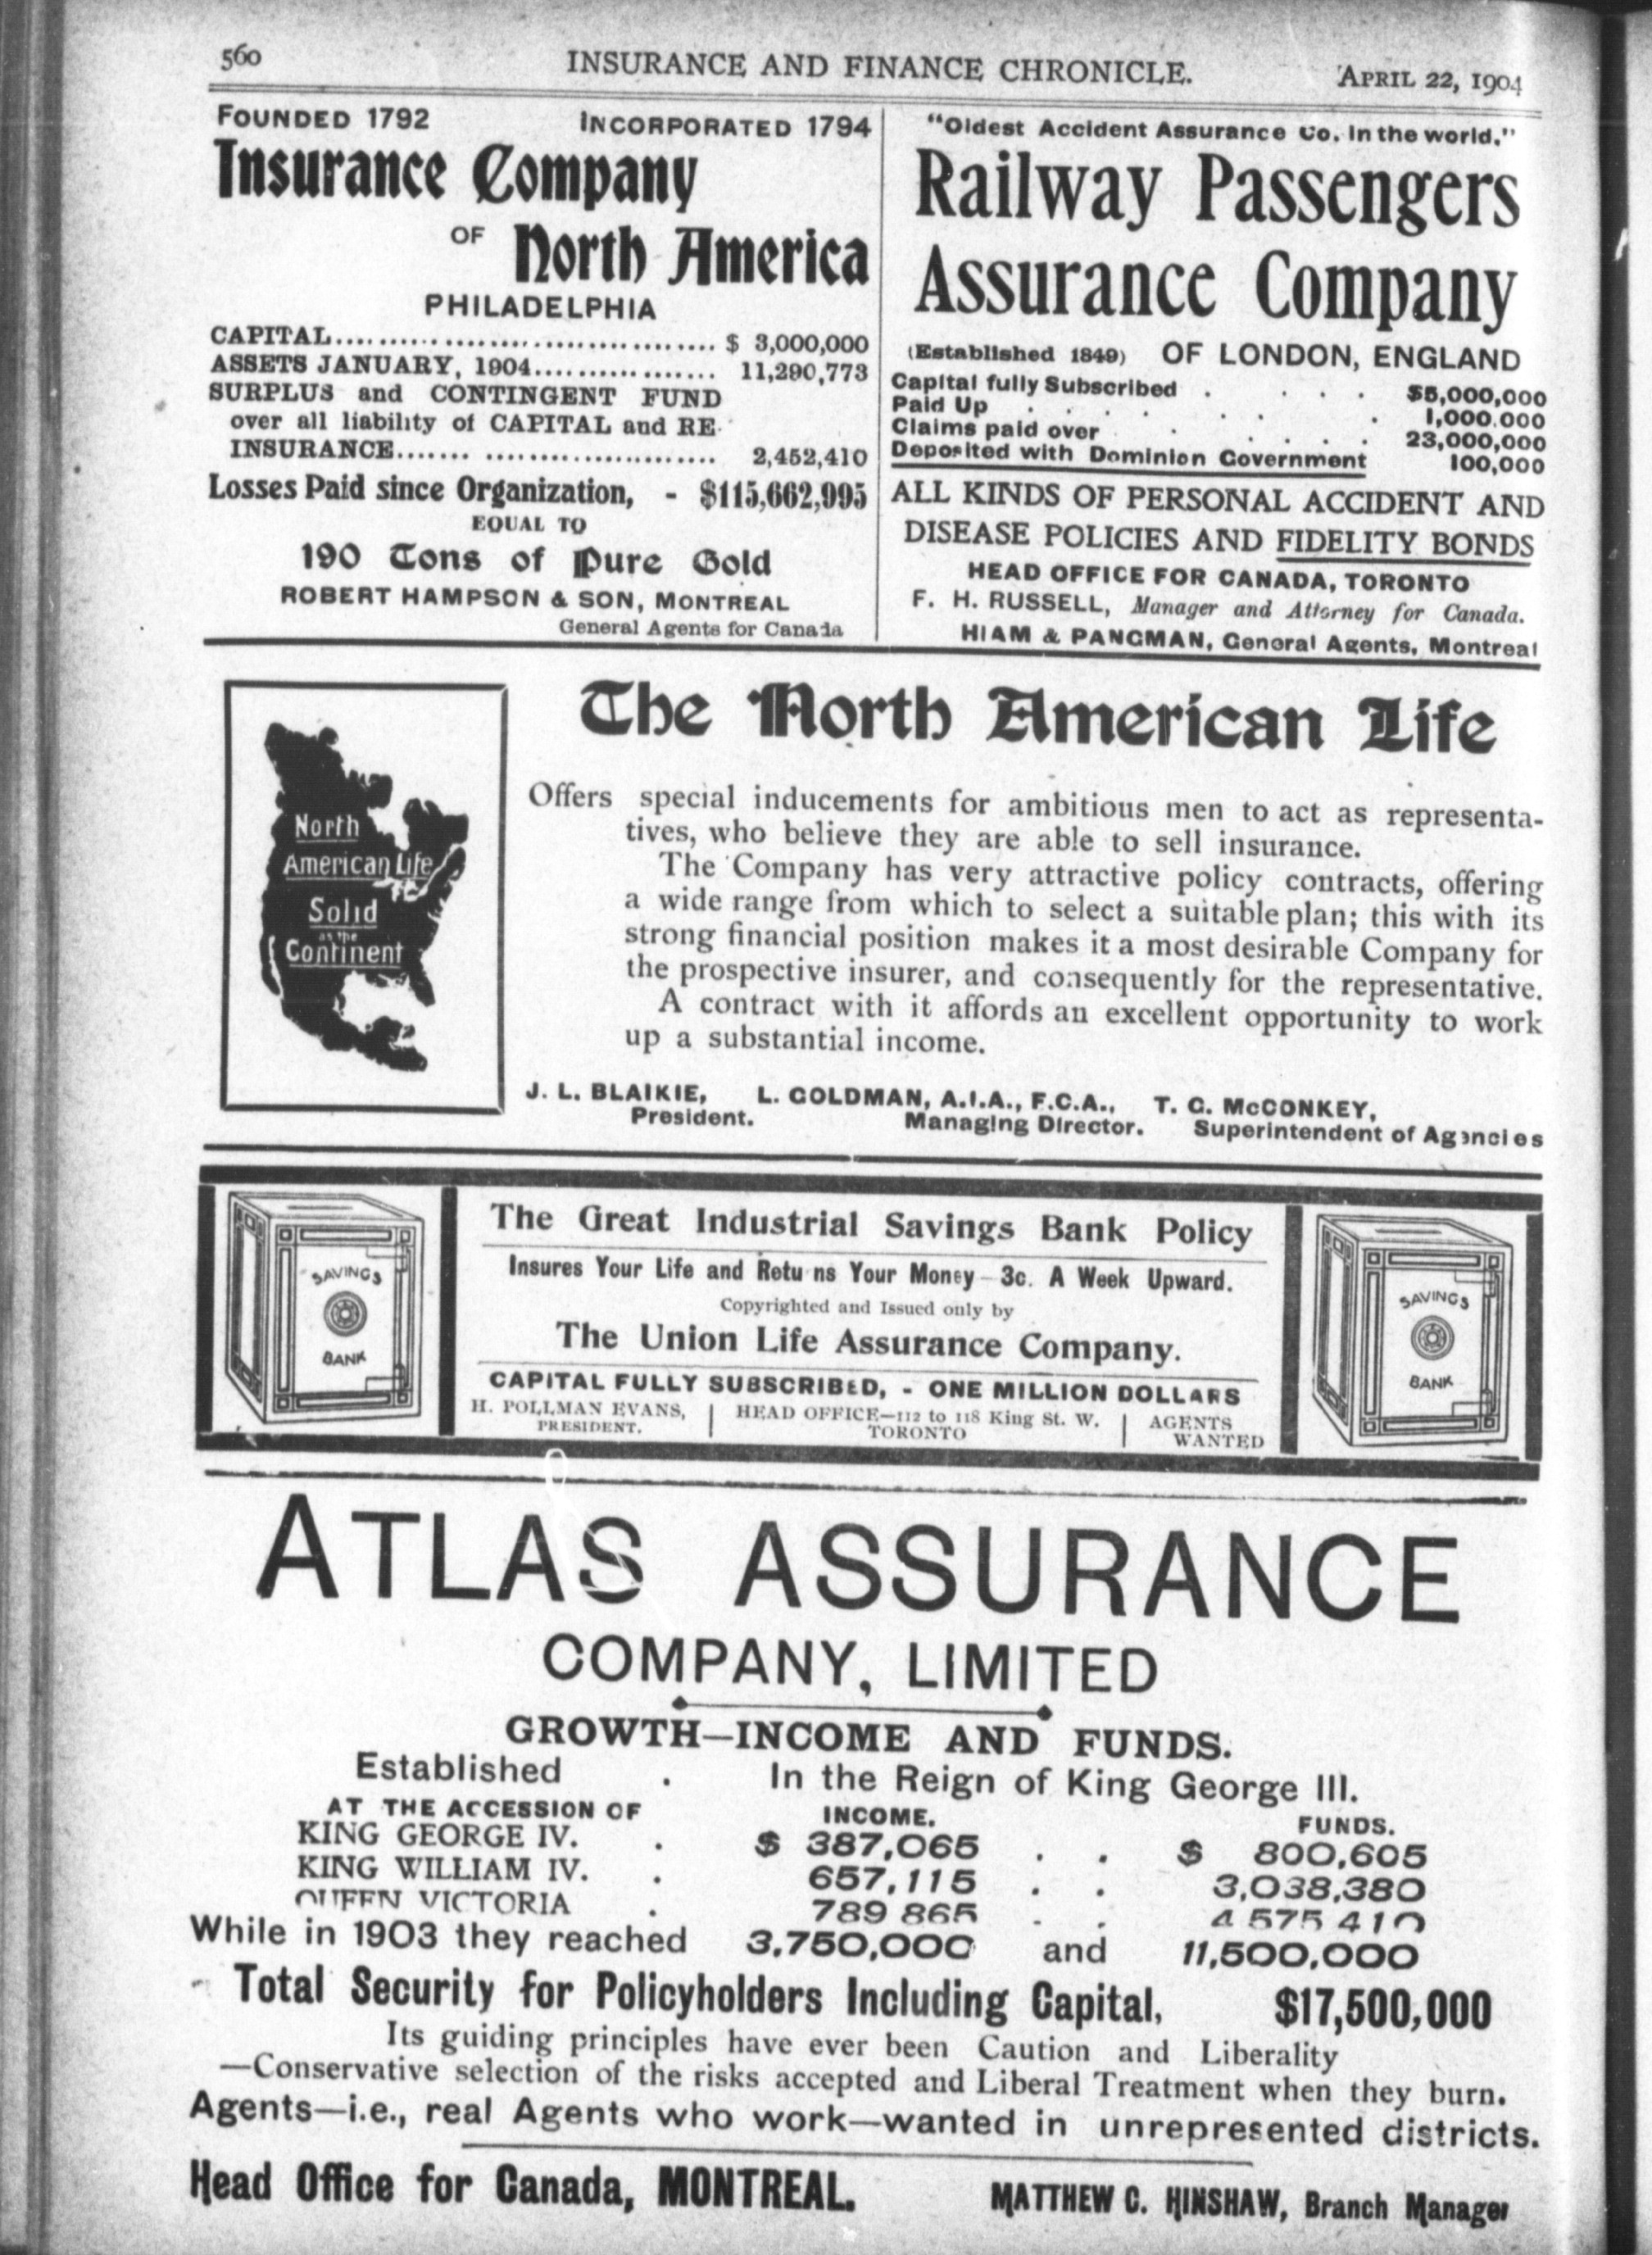 560
INSURANCE AND FINANCE CHRONICLE.
APRIL 22, 1904
FOUNDED 1792
INCORPORATED 1794
Insurance Company
OF North America
PHILADELPHIA
CAPITAL........................................ $ 3,000,000
ASSETS JANUARY, 1904.................. 11,290,773
SURPLUS and CONTINGENT FUND
over all liability of CAPITAL and RE-
INSURANCE....... ...................... 2,452,410
Losses Paid since Organization, - $115,662,995
EQUAL TO
190 Tons of Pure Gold
ROBERT HAMPSON & SON, MONTREAL
General Agents for Canada
"Oldest Accident Assurance Co. in the world."
Railway Passengers
Assurance Company
(Established 1849) OF LONDON, ENGLAND
Capital fully Subscribed . . . . $5,000,000
Paid Up . . . . . . . 1,000.000
Claims paid over . . . . . 23,000,000
Deposited with Dominion Government 100,000
ALL KINDS OF PERSONAL ACCIDENT AND
DISEASE POLICIES AND FIDELITY BONDS
HEAD OFFICE FOR CANADA, TORONTO
F. H. RUSSELL, Manager and Attorney for Canada.
HIAM & PANGMAN, General Agents, Montreal
North
American Life
Solid
as the
Continent
The North American Life
Offers special inducements for ambitious men to act as representa-
tives, who believe they are able to sell insurance.
The Company has very attractive policy contracts, offering
a wide range from which to select a suitable plan; this with its
strong financial position makes it a most desirable Company for
the prospective insurer, and consequently for the representative.
A contract with it affords an excellent opportunity to work
up a substantial income.
J. L. BLAIKIE, L. GOLDMAN, A.I.A., F.C.A., T. G. McCONKEY,
President. Managing Director. Superintendent of Agencies
SAVINGS
BANK
The Great Industrial Savings Bank Policy
Insures Your Life and Retu ns Your Money—3c. A Week Upward.
Copyrighted and Issued only by
The Union Life Assurance Company.
CAPITAL FULLY SUBSCRIBED, - ONE MILLION DOLLARS
H. POLLMAN EVANS, | HEAD OFFICE—112 to 118 King St. W. | AGENTS
PRESIDENT. TORONTO WANTED
SAVINGS
BANK
ATLAS ASSURANCE
COMPANY, LIMITED
GROWTH—INCOME AND FUNDS.
Established . In the Reign of King George III.
AT THE ACCESSION OF INCOME. FUNDS.
KING GEORGE IV. . $ 387,065 . . $ 800,605
KING WILLIAM IV. . 657,115 . . 3,038,380
QUEEN VICTORIA . 789 865 . . 4 575 410
While in 1903 they reached 3,750,000 and 11,500,000
Total Security for Policyholders Including Capital, $17,500,000
Its guiding principles have ever been Caution and Liberality
—Conservative selection of the risks accepted and Liberal Treatment when they burn.
Agents—i.e., real Agents who work—wanted in unrepresented districts.
Head Office for Canada, MONTREAL.
MATTHEW C. HINSHAW, Branch Manager